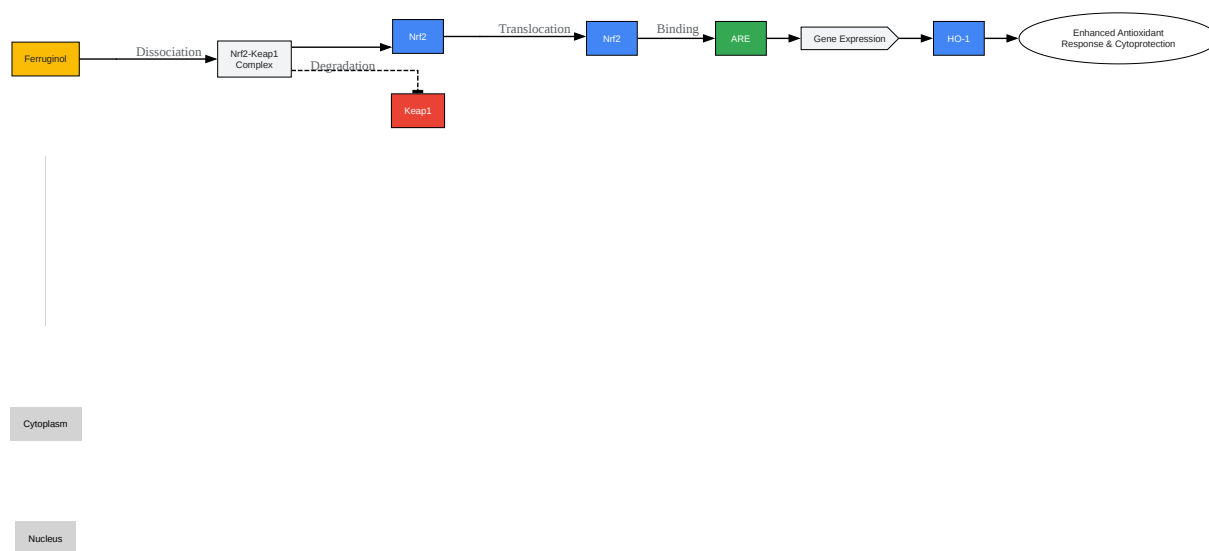 Ferruginol
Dissociation
Nrf2-Keap1
Complex
Degradation
Nrf2
Keap1
Translocation
Nrf2
Binding
ARE
Gene Expression
HO-1
Enhanced Antioxidant
Response & Cytoprotection
Cytoplasm
Nucleus